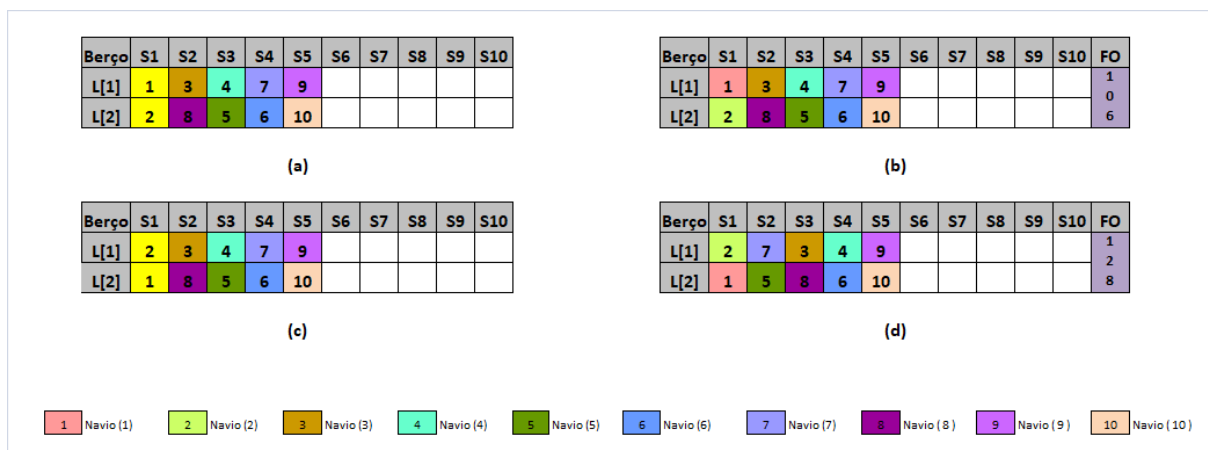 Berço S1 S2 S3 S4 S5 S6 S7 S8 S9 S10
L[1] 1 3 4 7 9
L[2] 2 8 5 6 10
(a)
Berço S1 S2 S3 S4 S5 S6 S7 S8 S9 S10 FO
L[1] 1 3 4 7 9
L[2] 2 8 5 6 10
1
0
6
(b)
Berço S1 S2 S3 S4 S5 S6 S7 S8 S9 S10
L[1] 2 3 4 7 9
L[2] 1 8 5 6 10
(c)
Berço S1 S2 S3 S4 S5 S6 S7 S8 S9 S10 FO
L[1] 2 7 3 4 9
L[2] 1 5 8 6 10
1
2
8
(d)
1 Navio (1) 2 Navio (2) 3 Navio (3) 4 Navio (4) 5 Navio (5) 6 Navio (6) 7 Navio (7) 8 Navio ( 8 ) 9 Navio ( 9 ) 10 Navio ( 10 )